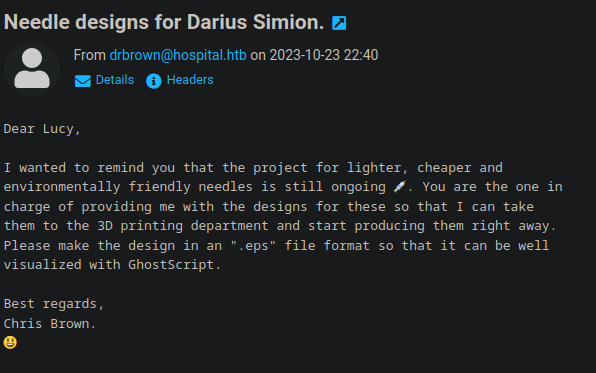 Needle designs for Darius Simion.
From drbrown@hospital.htb on 2023-10-23 22:40
Details Headers
Dear Lucy,
I wanted to remind you that the project for lighter, cheaper and
environmentally friendly needles is still ongoing 💉. You are the one in
charge of providing me with the designs for these so that I can take
them to the 3D printing department and start producing them right away.
Please make the design in an ".eps" file format so that it can be well
visualized with GhostScript.
Best regards,
Chris Brown.
😃